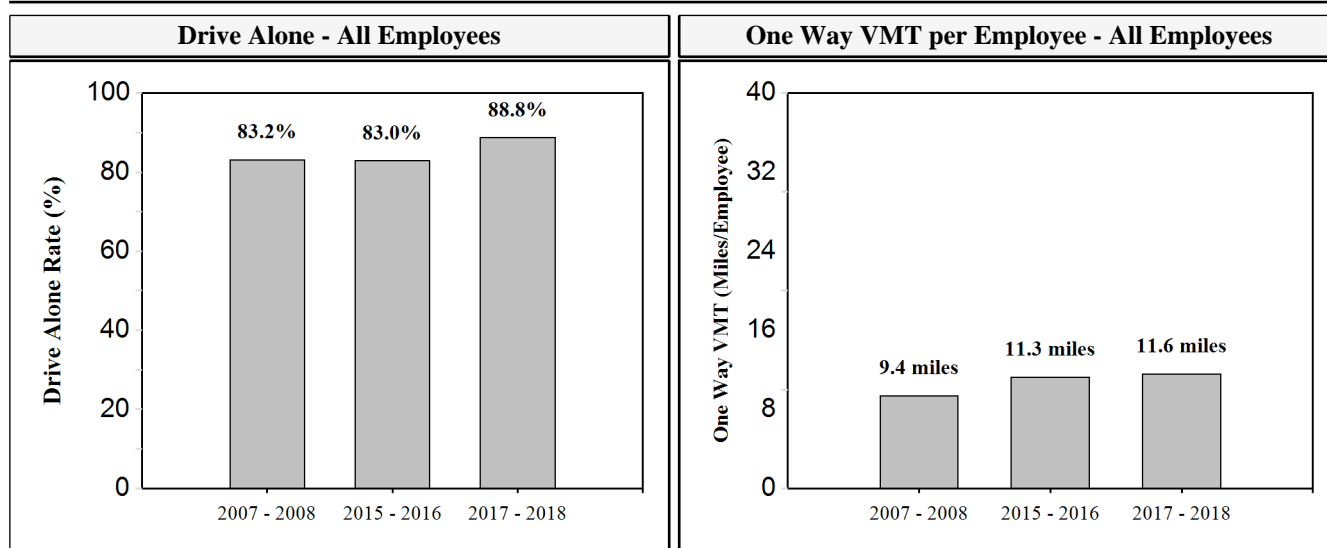 Drive Alone - All Employees
One Way VMT per Employee - All Employees
Drive Alone Rate (%)
100
80
60
40
20
0
83.2%
83.0%
88.8%
2007 - 2008
2015 - 2016
2017 - 2018
One Way VMT (Miles/Employee)
40
32
24
16
8
0
9.4 miles
11.3 miles
11.6 miles
2007 - 2008
2015 - 2016
2017 - 2018